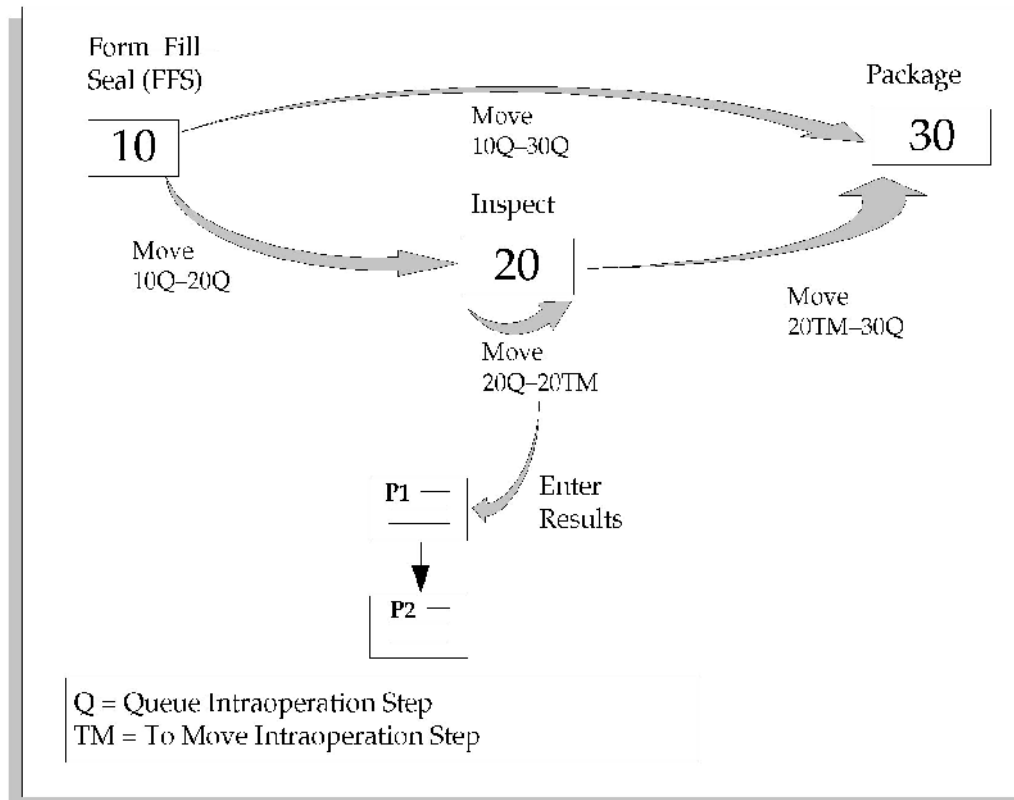 Form Fill
Seal (FFS)
10
Package
30
Move
10Q–30Q
Inspect
20
Move
10Q–20Q
Move
20TM–30Q
Move
20Q–20TM
P1
Enter
Results
P2
Q = Queue Intraoperation Step
TM = To Move Intraoperation Step